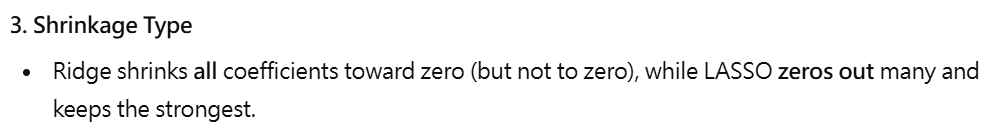 3. Shrinkage Type
• Ridge shrinks all coefficients toward zero (but not to zero), while LASSO zeros out many and
keeps the strongest.